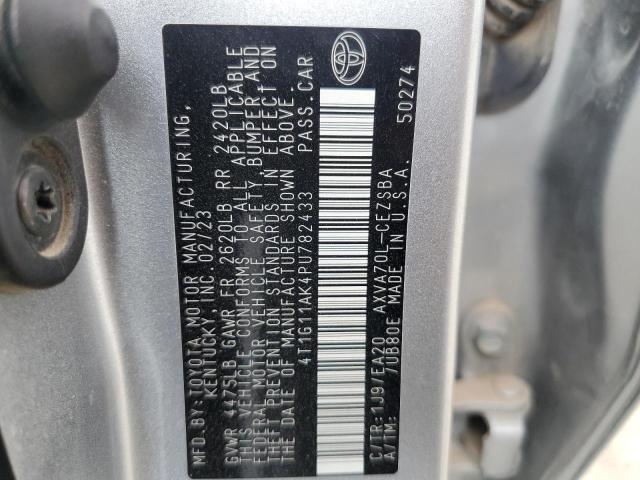 MFD. BY: TOYOTA MOTOR MANUFACTURING,
KENTUCKY, INC. 02/23
GVWR 4475LB GAWR FR 2620LB RR 2420LB
THIS VEHICLE CONFORMS TO ALL APPLICABLE
FEDERAL MOTOR VEHICLE SAFETY, BUMPER AND
THEFT PREVENTION STANDARDS IN EFFECT ON
THE DATE OF MANUFACTURE SHOWN ABOVE.
4T1G11AK4PU782433 PASS.CAR
C/TR: 1J9/EA20 AXVA70L-CEZSBA
A/TM: /UB80E MADE IN U.S.A.
50274